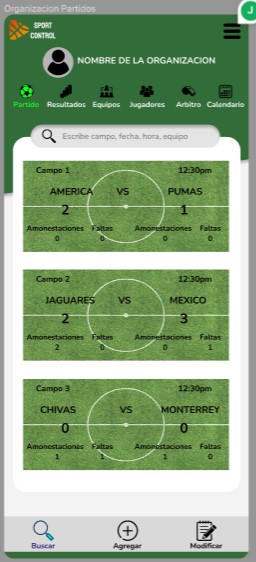 Organizacion Partidos
J
SPORT
CONTROL
NOMBRE DE LA ORGANIZACION
Partido Resultados Equipos Jugadores Arbitro Calendario
Escribe campo, fecha, hora, equipo
Campo 1 12:30pm
AMERICA VS PUMAS
2 1
Amonestaciones Faltas Amonestaciones Faltas
0 0 0 0
Campo 2 12:30pm
JAGUARES VS MEXICO
2 3
Amonestaciones Faltas Amonestaciones Faltas
2 0 0 1
Campo 3 12:30pm
CHIVAS VS MONTERREY
0 0
Amonestaciones Faltas Amonestaciones Faltas
1 1 1 0
Buscar Agregar Modificar